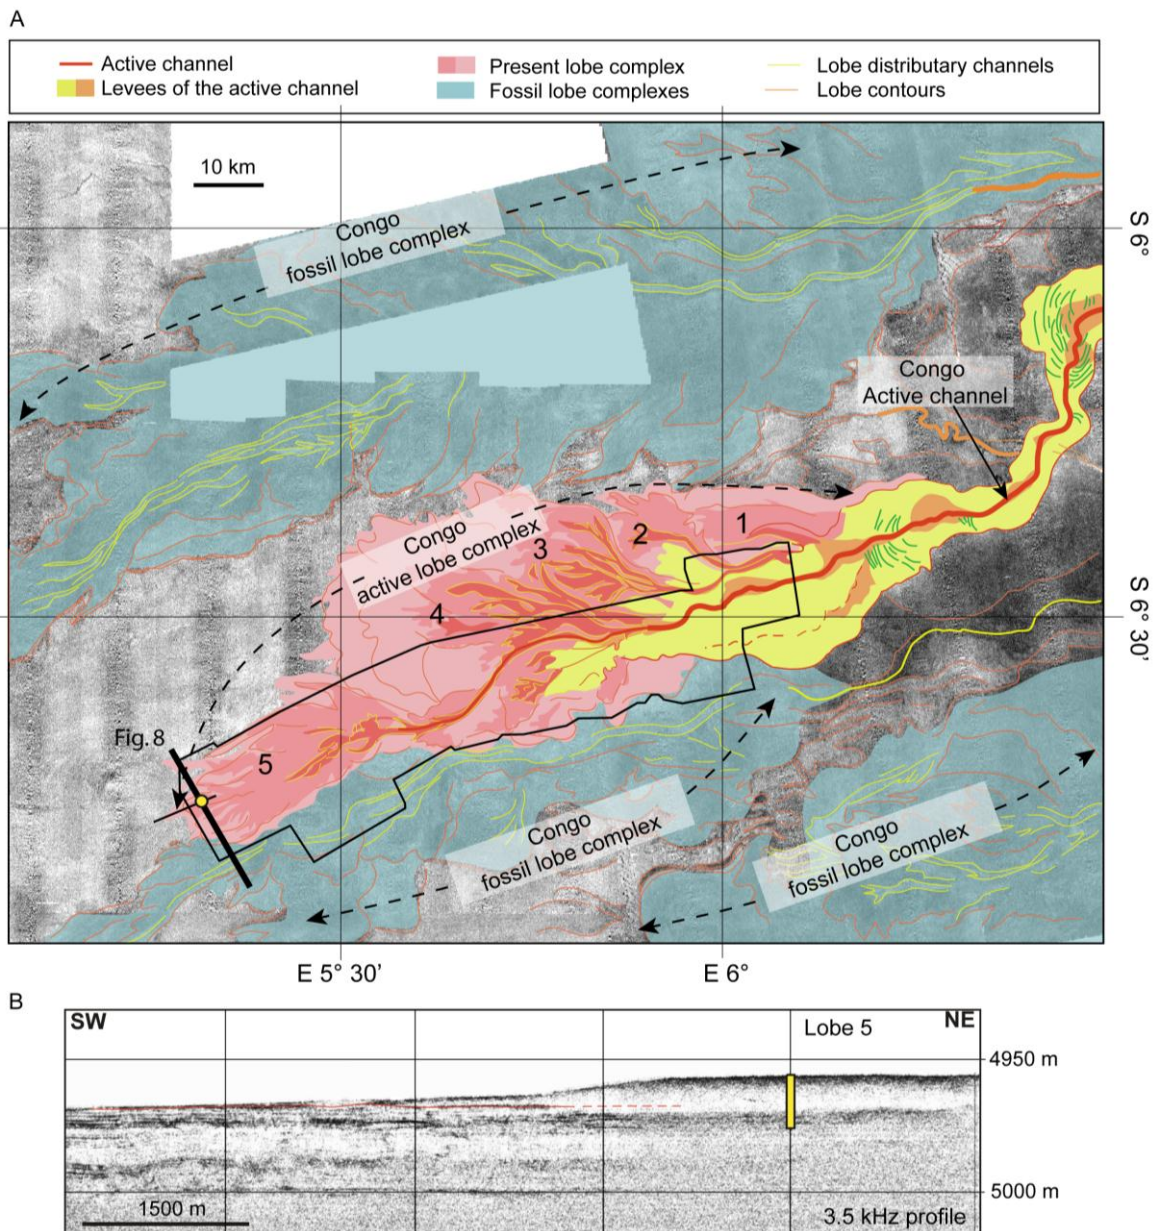 A
Active channel
Levees of the active channel
Present lobe complex
Fossil lobe complexes
Lobe distributary channels
Lobe contours
10 km
Congo
fossil lobe complex
S 6°
Congo
Active channel
Congo
active lobe complex
1
2
3
4
5
S 6° 30'
Fig. 8
Congo
fossil lobe complex
Congo
fossil lobe complex
E 5° 30'
E 6°
B
SW
Lobe 5
NE
4950 m
5000 m
1500 m
3.5 kHz profile